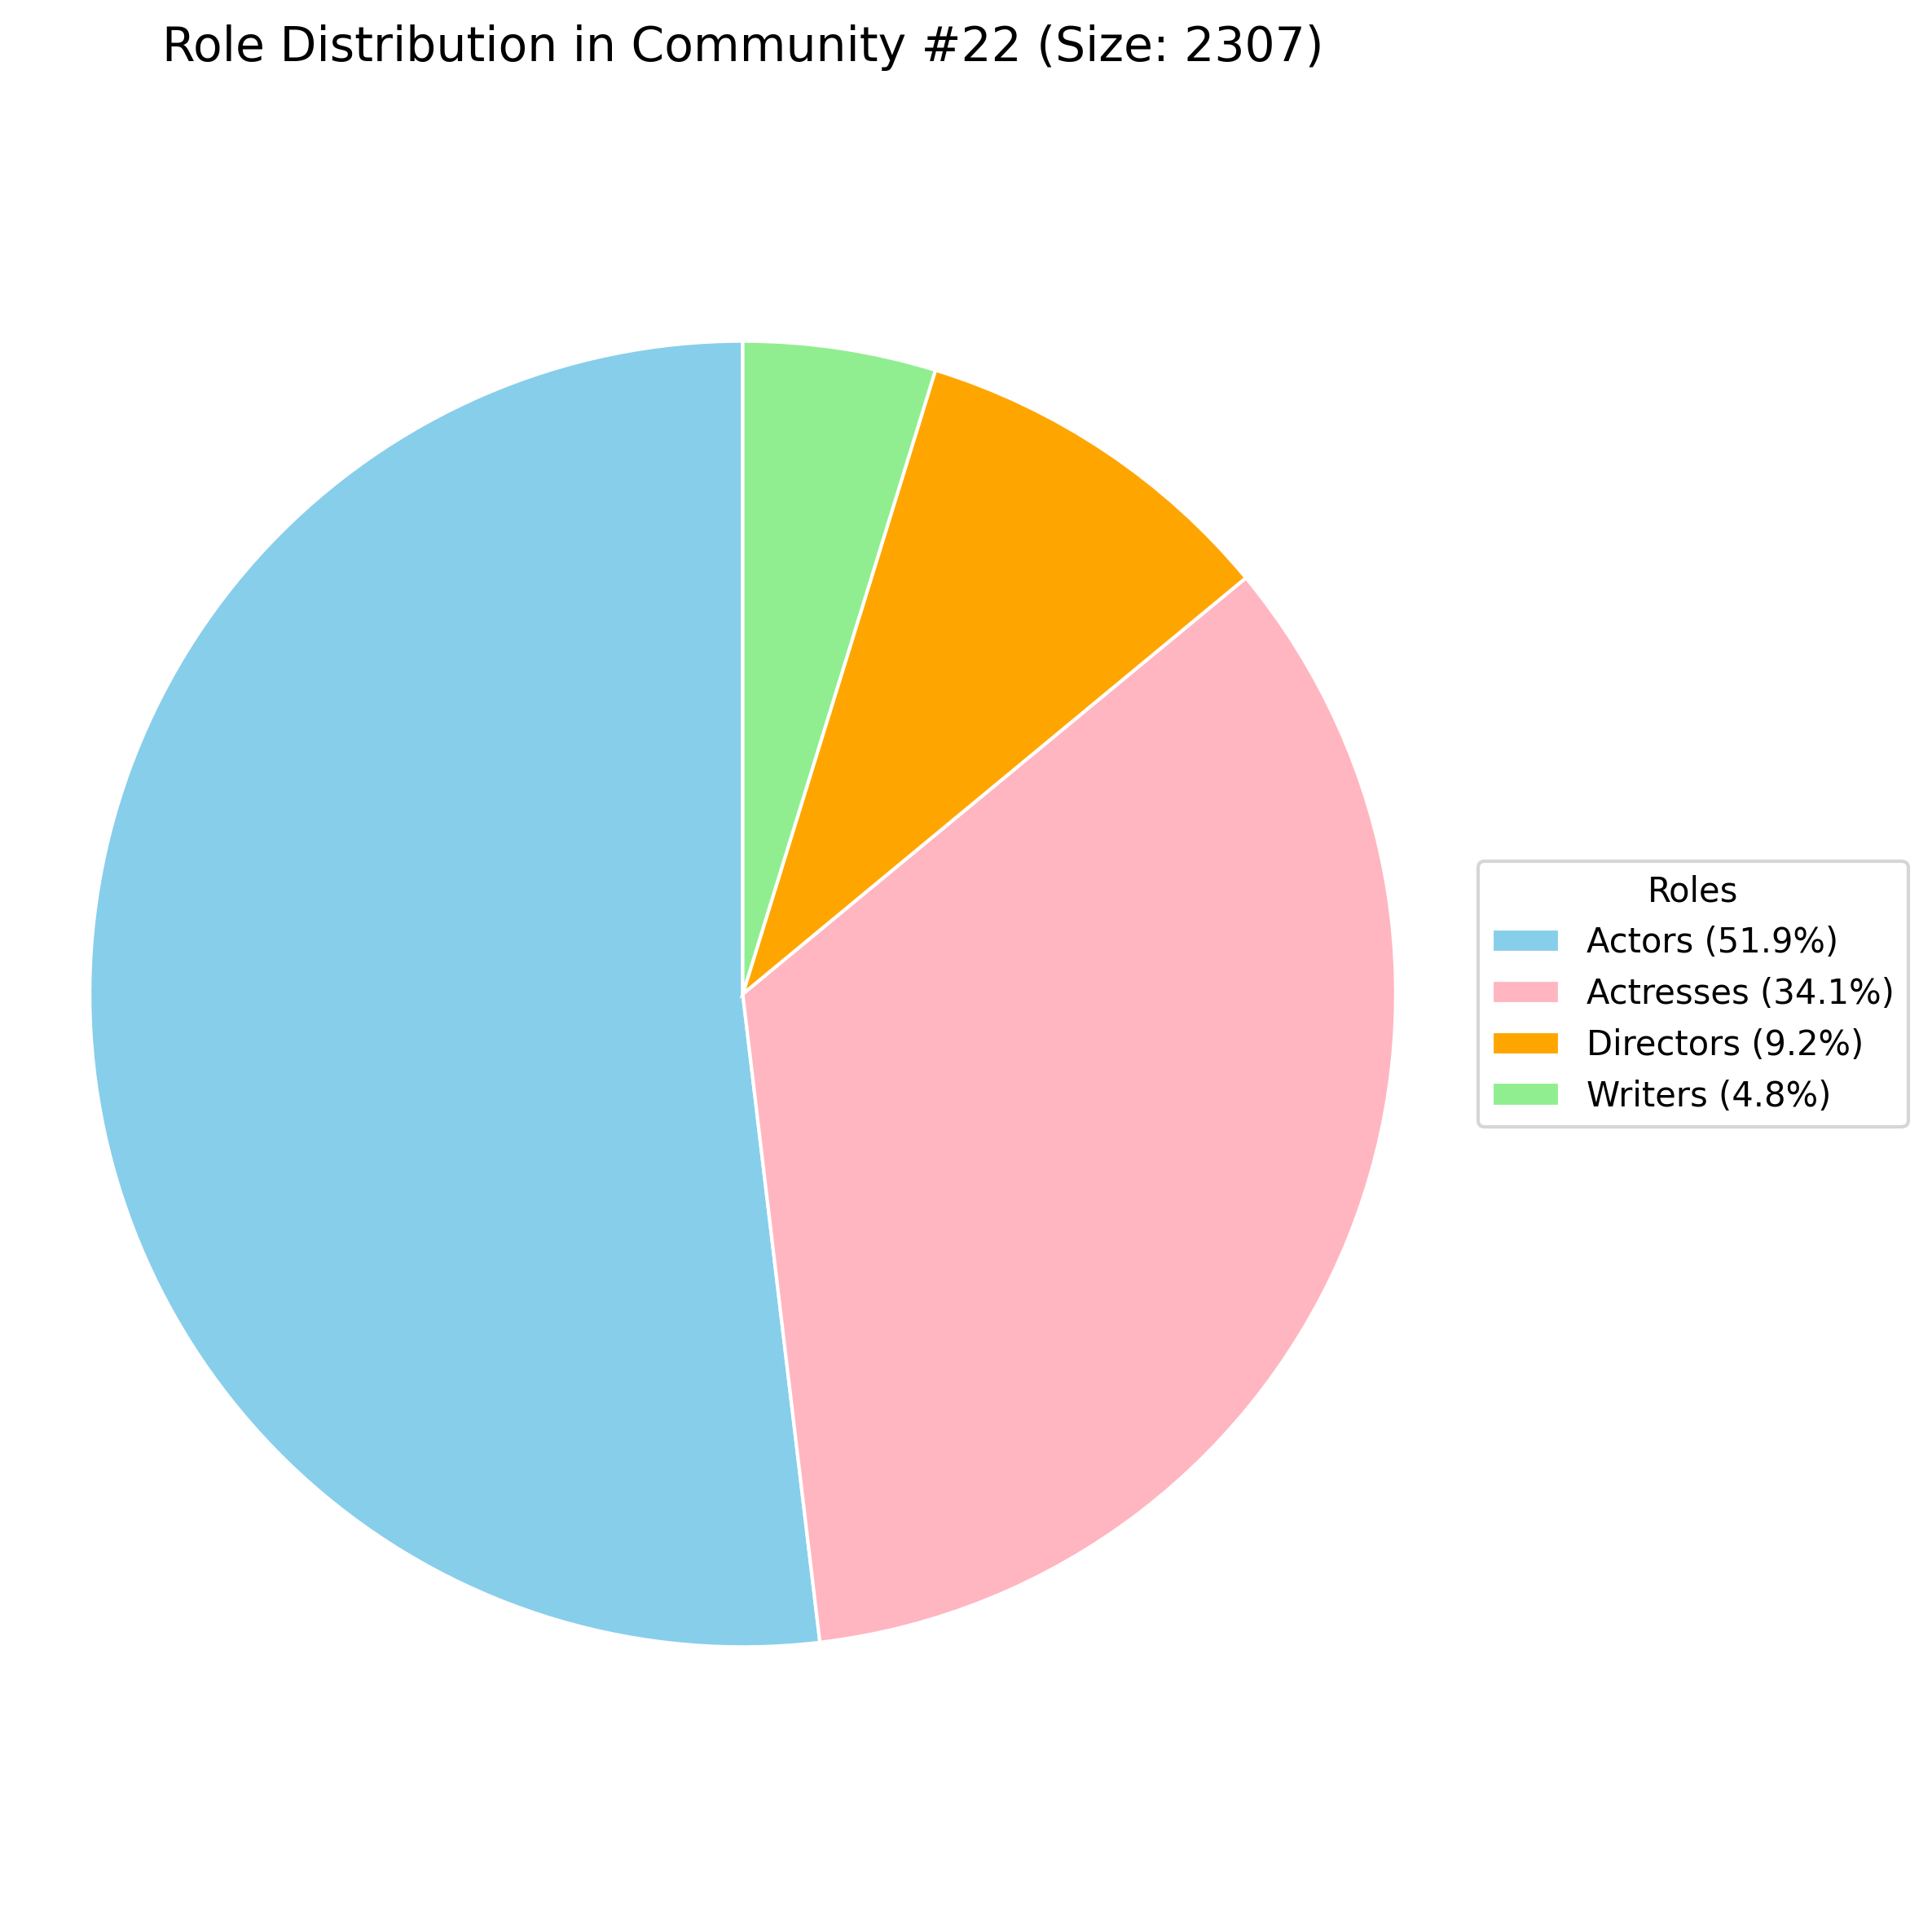 Role Distribution in Community #22 (Size: 2307)
Roles
Actors (51.9%)
Actresses (34.1%)
Directors (9.2%)
Writers (4.8%)